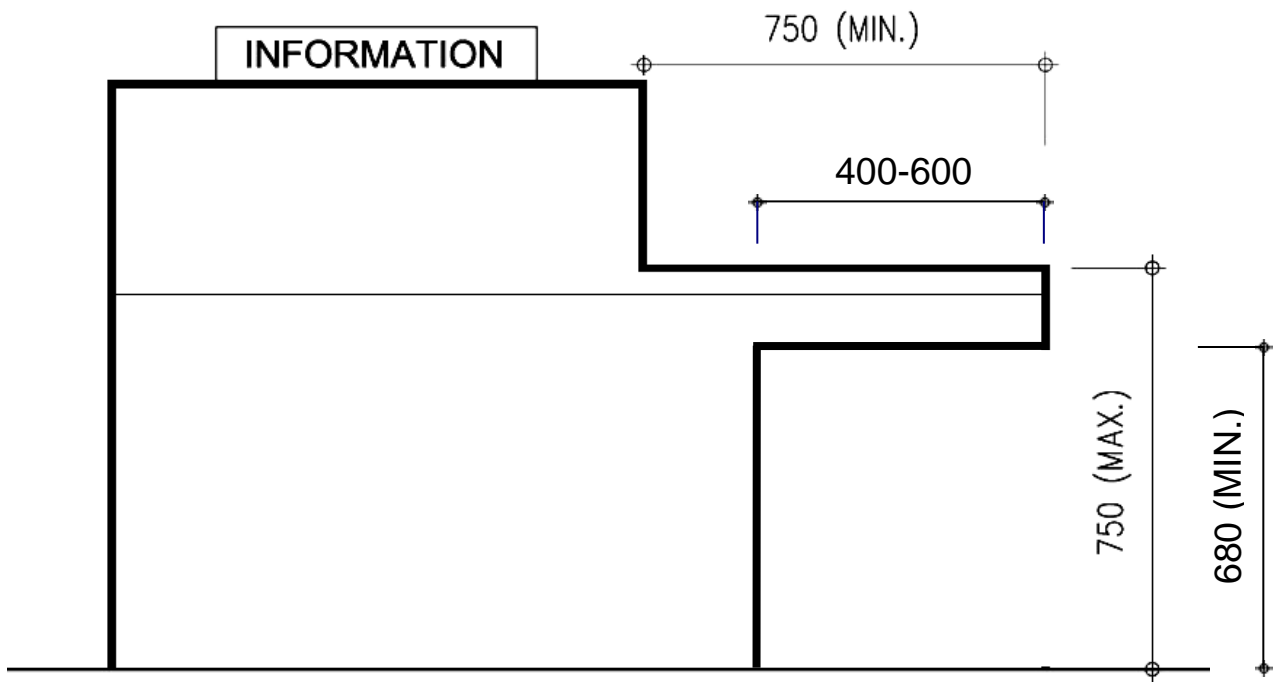 INFORMATION
750 (MIN.)
400-600
750 (MAX.)
680 (MIN.)